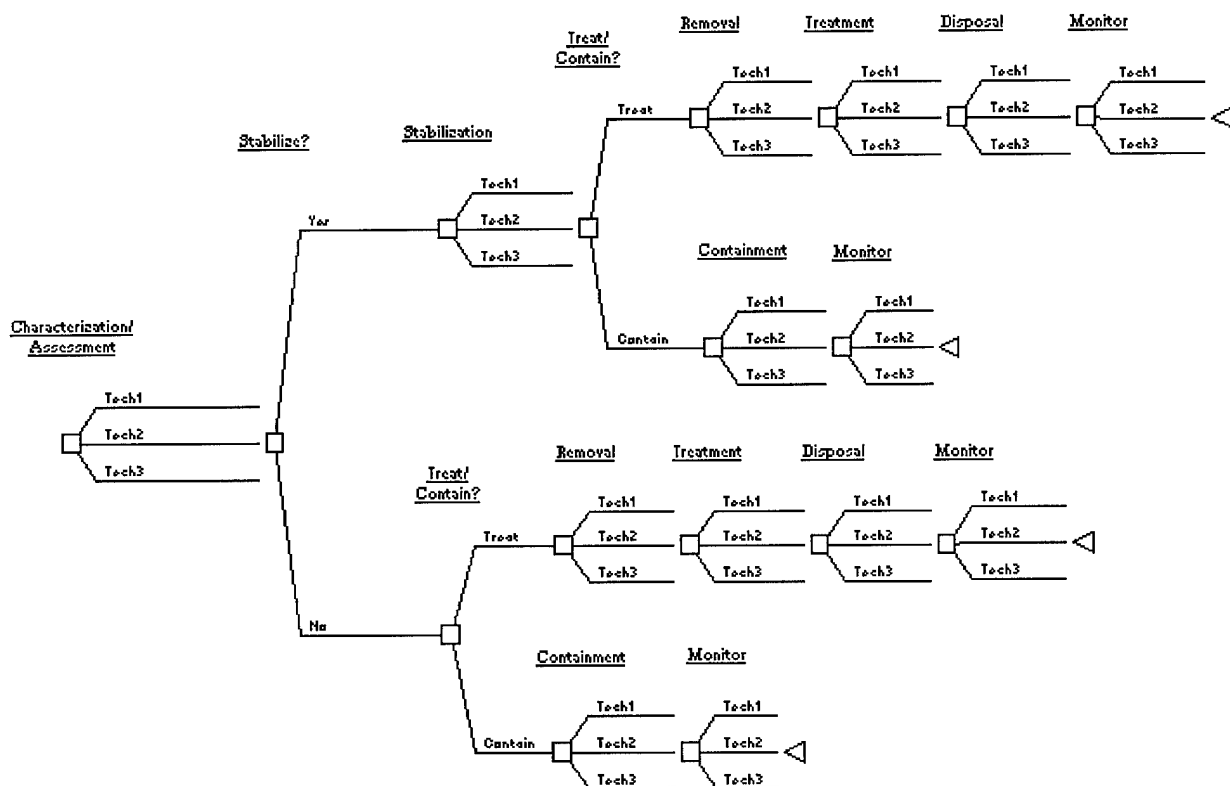 Removal
Treatment
Disposal
Monitor
Treat/
Contain?
Tech1
Tech1
Tech1
Tech1
Treat
Tech2
Tech2
Tech2
Tech2
Stabilize?
Stabilization
Tech3
Tech3
Tech3
Tech3
Tech1
Yes
Tech2
Tech3
Containment
Monitor
Tech1
Tech1
Characterization/
Assessment
Contain
Tech2
Tech2
Tech3
Tech3
Tech1
Tech2
Tech3
Removal
Treatment
Disposal
Monitor
Treat/
Contain?
Tech1
Tech1
Tech1
Tech1
Treat
Tech2
Tech2
Tech2
Tech2
Tech3
Tech3
Tech3
Tech3
No
Containment
Monitor
Tech1
Tech1
Contain
Tech2
Tech2
Tech3
Tech3